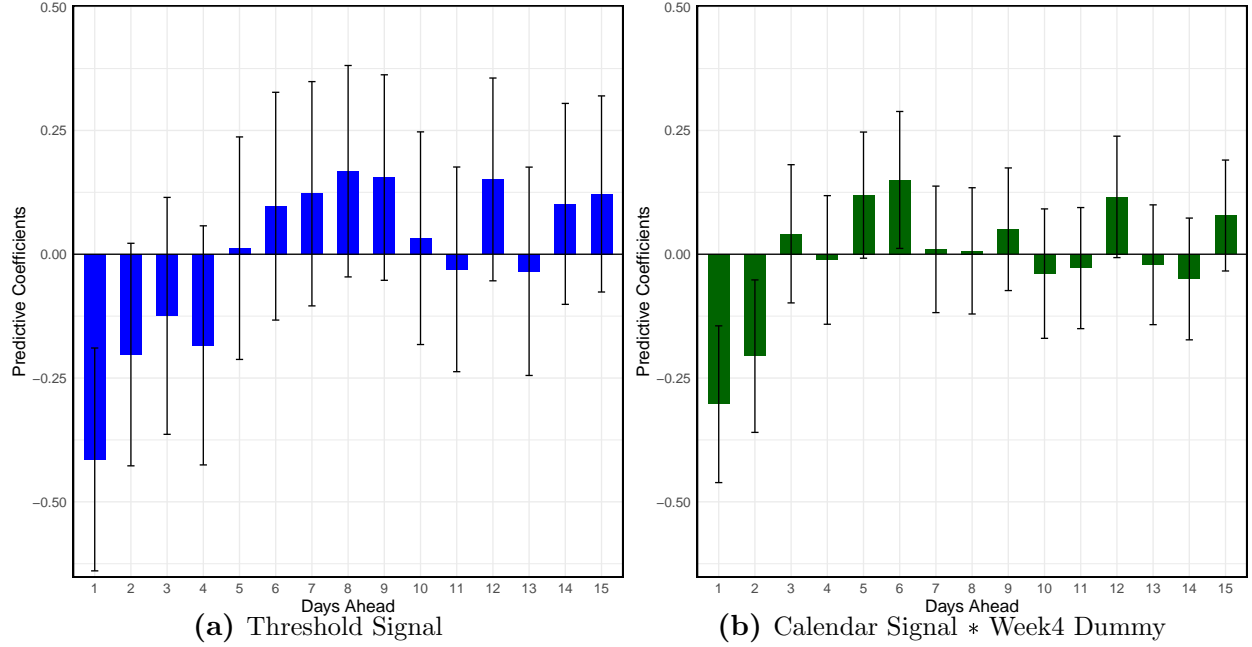 0.50
0.25
0.00
−0.25
−0.50
Predictive Coefficients
1 2 3 4 5 6 7 8 9 10 11 12 13 14 15
Days Ahead
(a) Threshold Signal
0.50
0.25
0.00
−0.25
−0.50
Predictive Coefficients
1 2 3 4 5 6 7 8 9 10 11 12 13 14 15
Days Ahead
(b) Calendar Signal ∗ Week4 Dummy